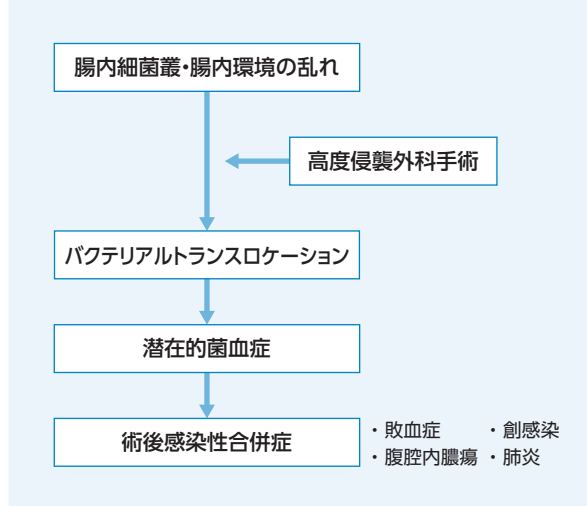 腸内細菌叢・腸内環境の乱れ
高度侵襲外科手術
バクテリアルトランスロケーション
潜在的菌血症
術後感染性合併症
・敗血症 ・創感染
・腹腔内膿瘍 ・肺炎